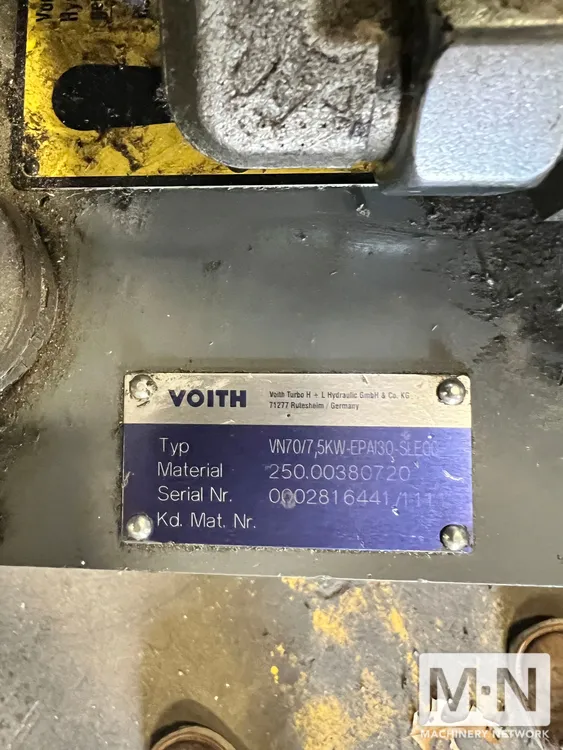 VOITH
Voith Turbo H + L Hydraulic GmbH & Co. KG
71277 Rutesheim / Germany
Typ VN70/7,5KW-EPAI30-SLE00
Material 250.00380720
Serial Nr. 0002816441/111
Kd. Mat. Nr.
M·N
MACHINERY NETWORK